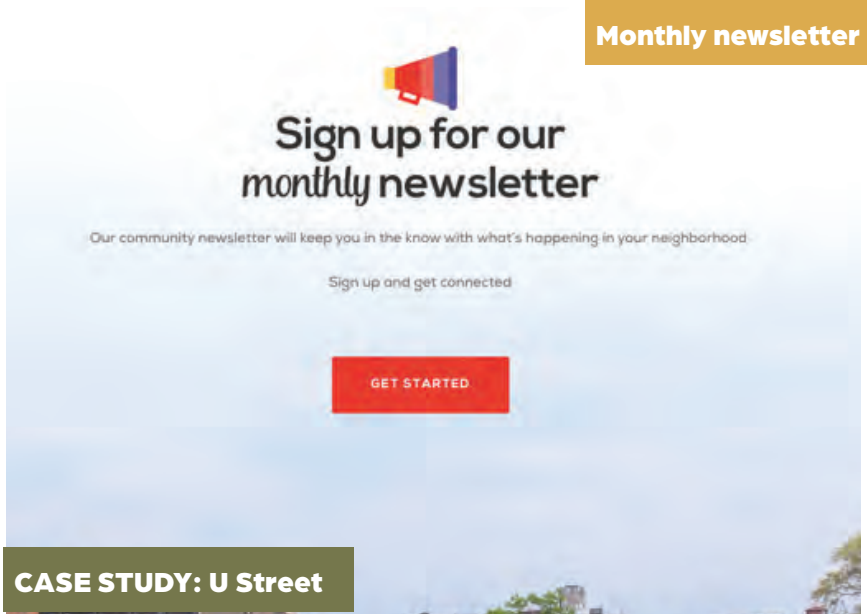 Monthly newsletter
Sign up for our
monthly newsletter
Our community newsletter will keep you in the know with what's happening in your neighborhood
Sign up and get connected
GET STARTED
CASE STUDY: U Street